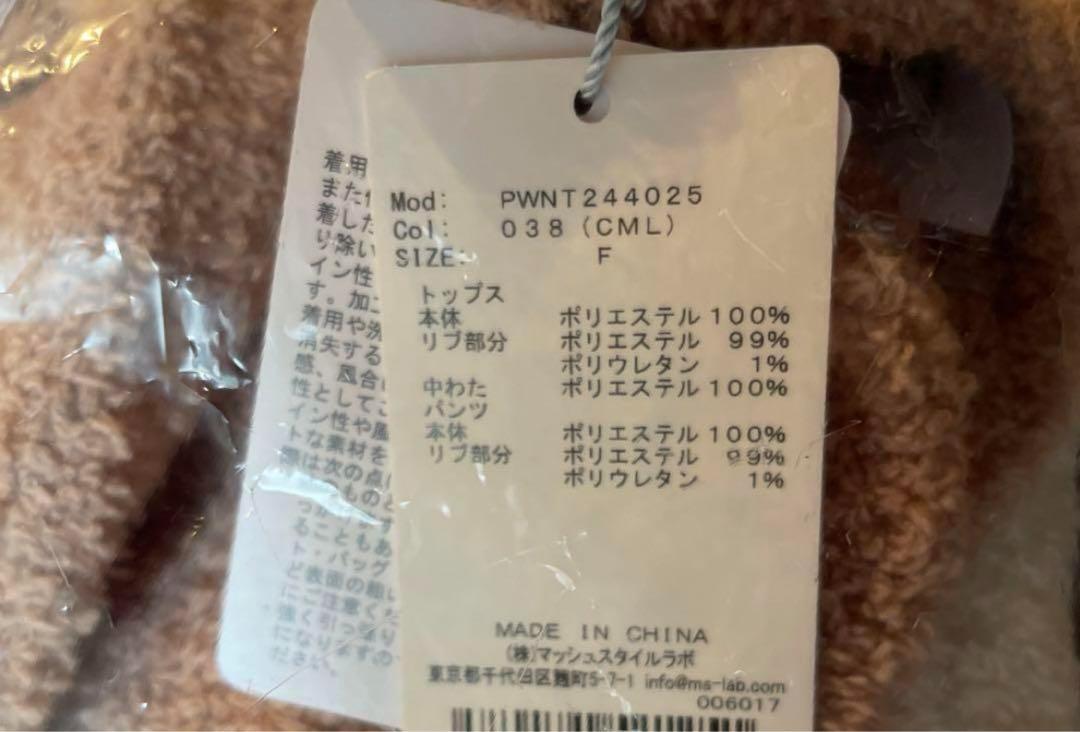 Mod: PWNT244025
Col: 038(CML)
SIZE: F
トップス
本体 ポリエステル 100%
リブ部分 ポリエステル 99%
ポリウレタン 1%
中わた ポリエステル 100%
パンツ
本体 ポリエステル 100%
リブ部分 ポリエステル 99%
ポリウレタン 1%
MADE IN CHINA
(株)マッシュスタイルラボ
東京都千代田区麹町5-7-1 info@ms-lab.com
006017
着用
また
着した
り除い
イン性
す。加
着用や洗
消失する
感、風合
性として
イン性や風
トな素材を
際は次の点
ものと
ることもあ
ト・バッグ
ど表面の粗い
にご注意くだ
強く引っ張り
になりますの
ださい。